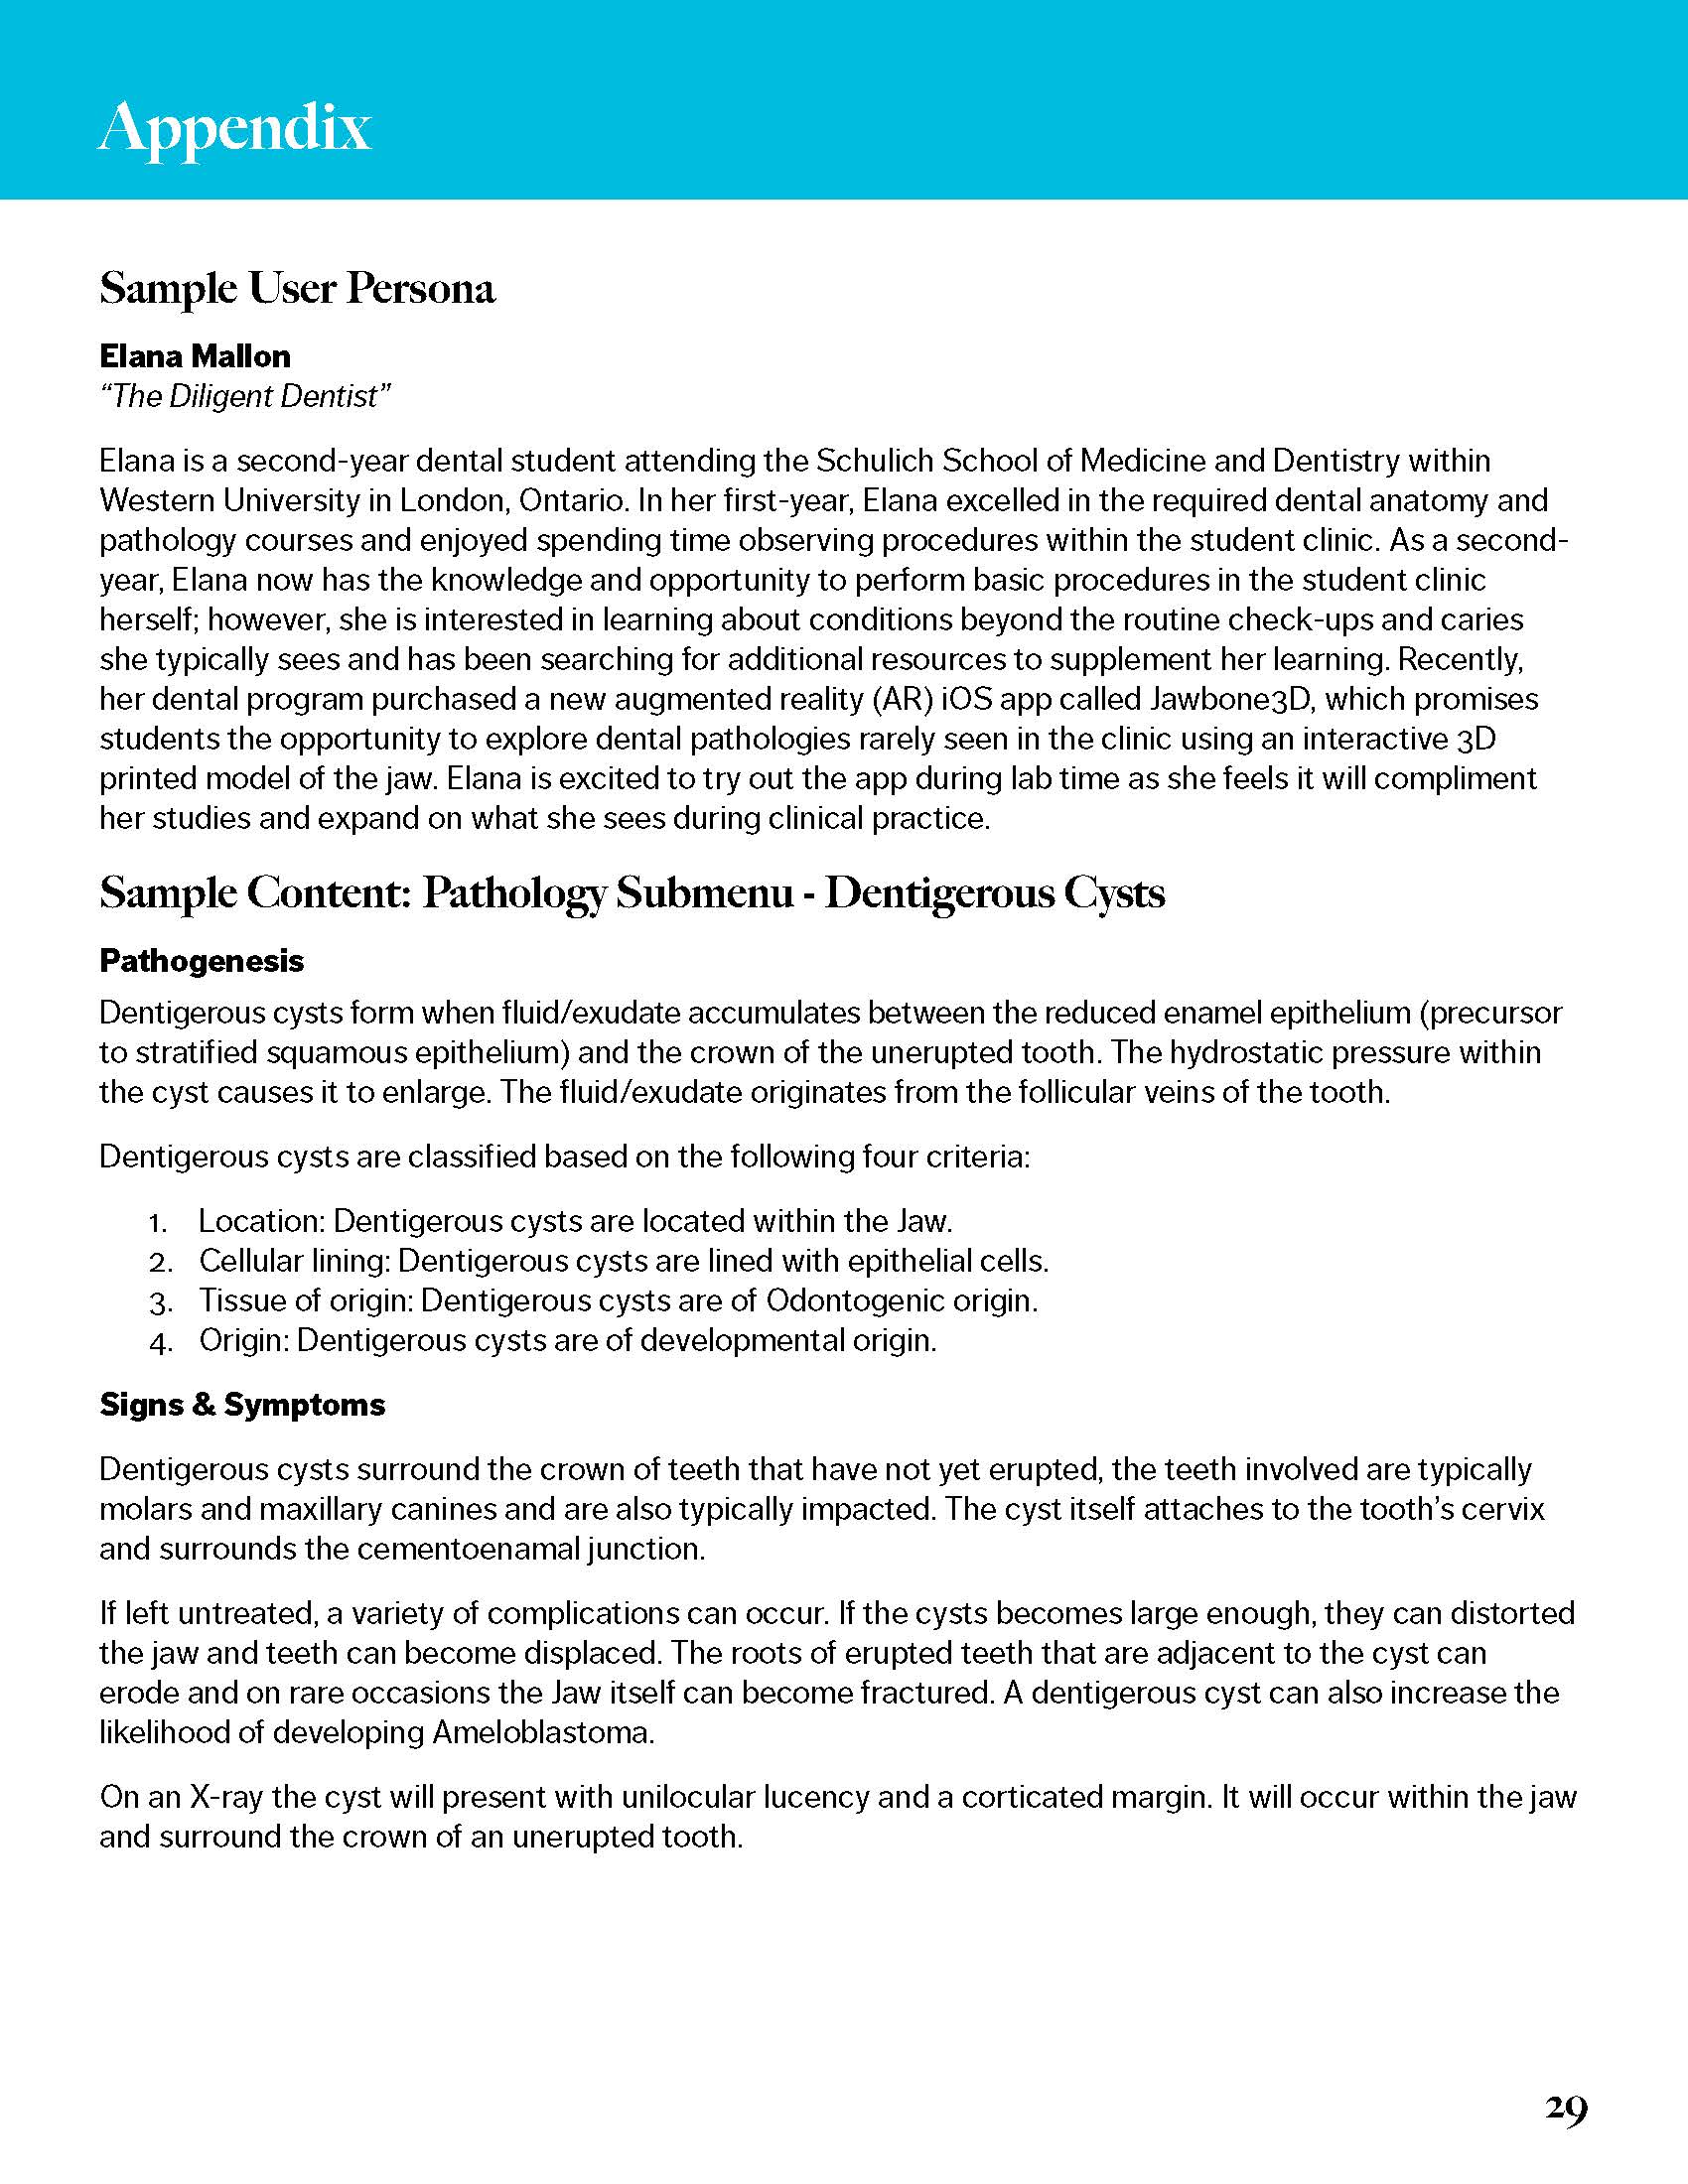 Appendix
Sample User Persona
Elana Mallon
“The Diligent Dentist”
Elana is a second-year dental student attending the Schulich School of Medicine and Dentistry within
Western University in London, Ontario. In her first-year, Elana excelled in the required dental anatomy and
pathology courses and enjoyed spending time observing procedures within the student clinic. As a second-
year, Elana now has the knowledge and opportunity to perform basic procedures in the student clinic
herself; however, she is interested in learning about conditions beyond the routine check-ups and caries
she typically sees and has been searching for additional resources to supplement her learning. Recently,
her dental program purchased a new augmented reality (AR) iOS app called Jawbone3D, which promises
students the opportunity to explore dental pathologies rarely seen in the clinic using an interactive 3D
printed model of the jaw. Elana is excited to try out the app during lab time as she feels it will compliment
her studies and expand on what she sees during clinical practice.
Sample Content: Pathology Submenu - Dentigerous Cysts
Pathogenesis
Dentigerous cysts form when fluid/exudate accumulates between the reduced enamel epithelium (precursor
to stratified squamous epithelium) and the crown of the unerupted tooth. The hydrostatic pressure within
the cyst causes it to enlarge. The fluid/exudate originates from the follicular veins of the tooth.
Dentigerous cysts are classified based on the following four criteria:
1. Location: Dentigerous cysts are located within the Jaw.
2. Cellular lining: Dentigerous cysts are lined with epithelial cells.
3. Tissue of origin: Dentigerous cysts are of Odontogenic origin.
4. Origin: Dentigerous cysts are of developmental origin.
Signs & Symptoms
Dentigerous cysts surround the crown of teeth that have not yet erupted, the teeth involved are typically
molars and maxillary canines and are also typically impacted. The cyst itself attaches to the tooth’s cervix
and surrounds the cementoenamal junction.
If left untreated, a variety of complications can occur. If the cysts becomes large enough, they can distorted
the jaw and teeth can become displaced. The roots of erupted teeth that are adjacent to the cyst can
erode and on rare occasions the Jaw itself can become fractured. A dentigerous cyst can also increase the
likelihood of developing Ameloblastoma.
On an X-ray the cyst will present with unilocular lucency and a corticated margin. It will occur within the jaw
and surround the crown of an unerupted tooth.
29